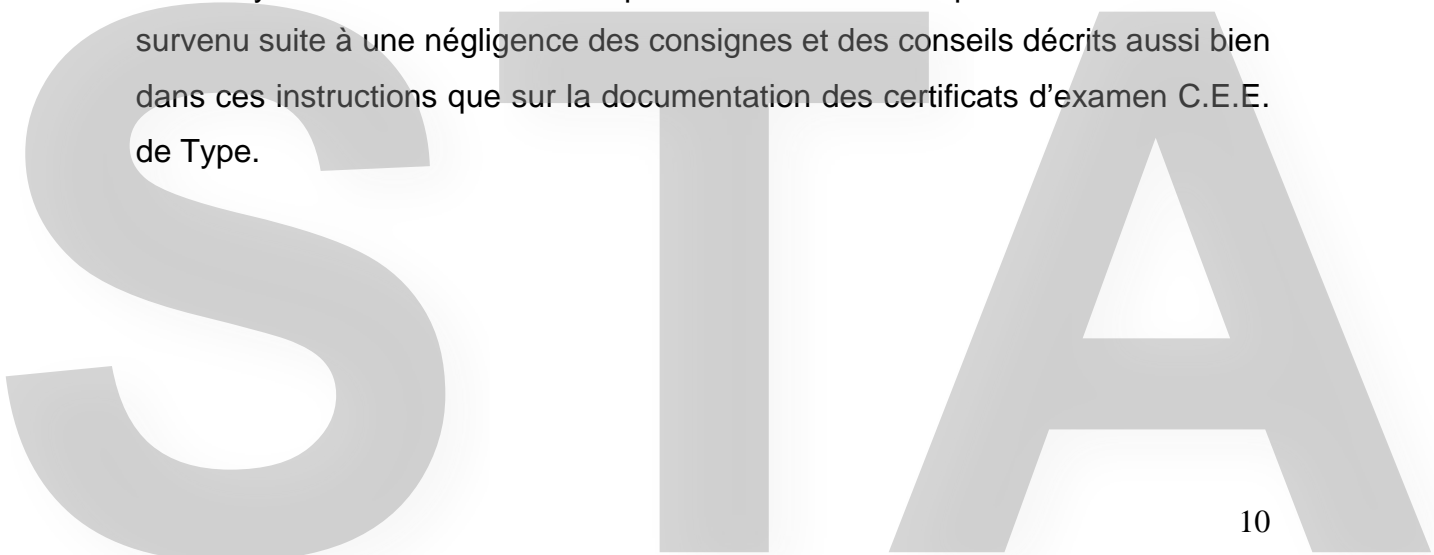 survenu suite à une négligence des consignes et des conseils décrits aussi bien
dans ces instructions que sur la documentation des certificats d'examen C.E.E.
de Type.
STA
10